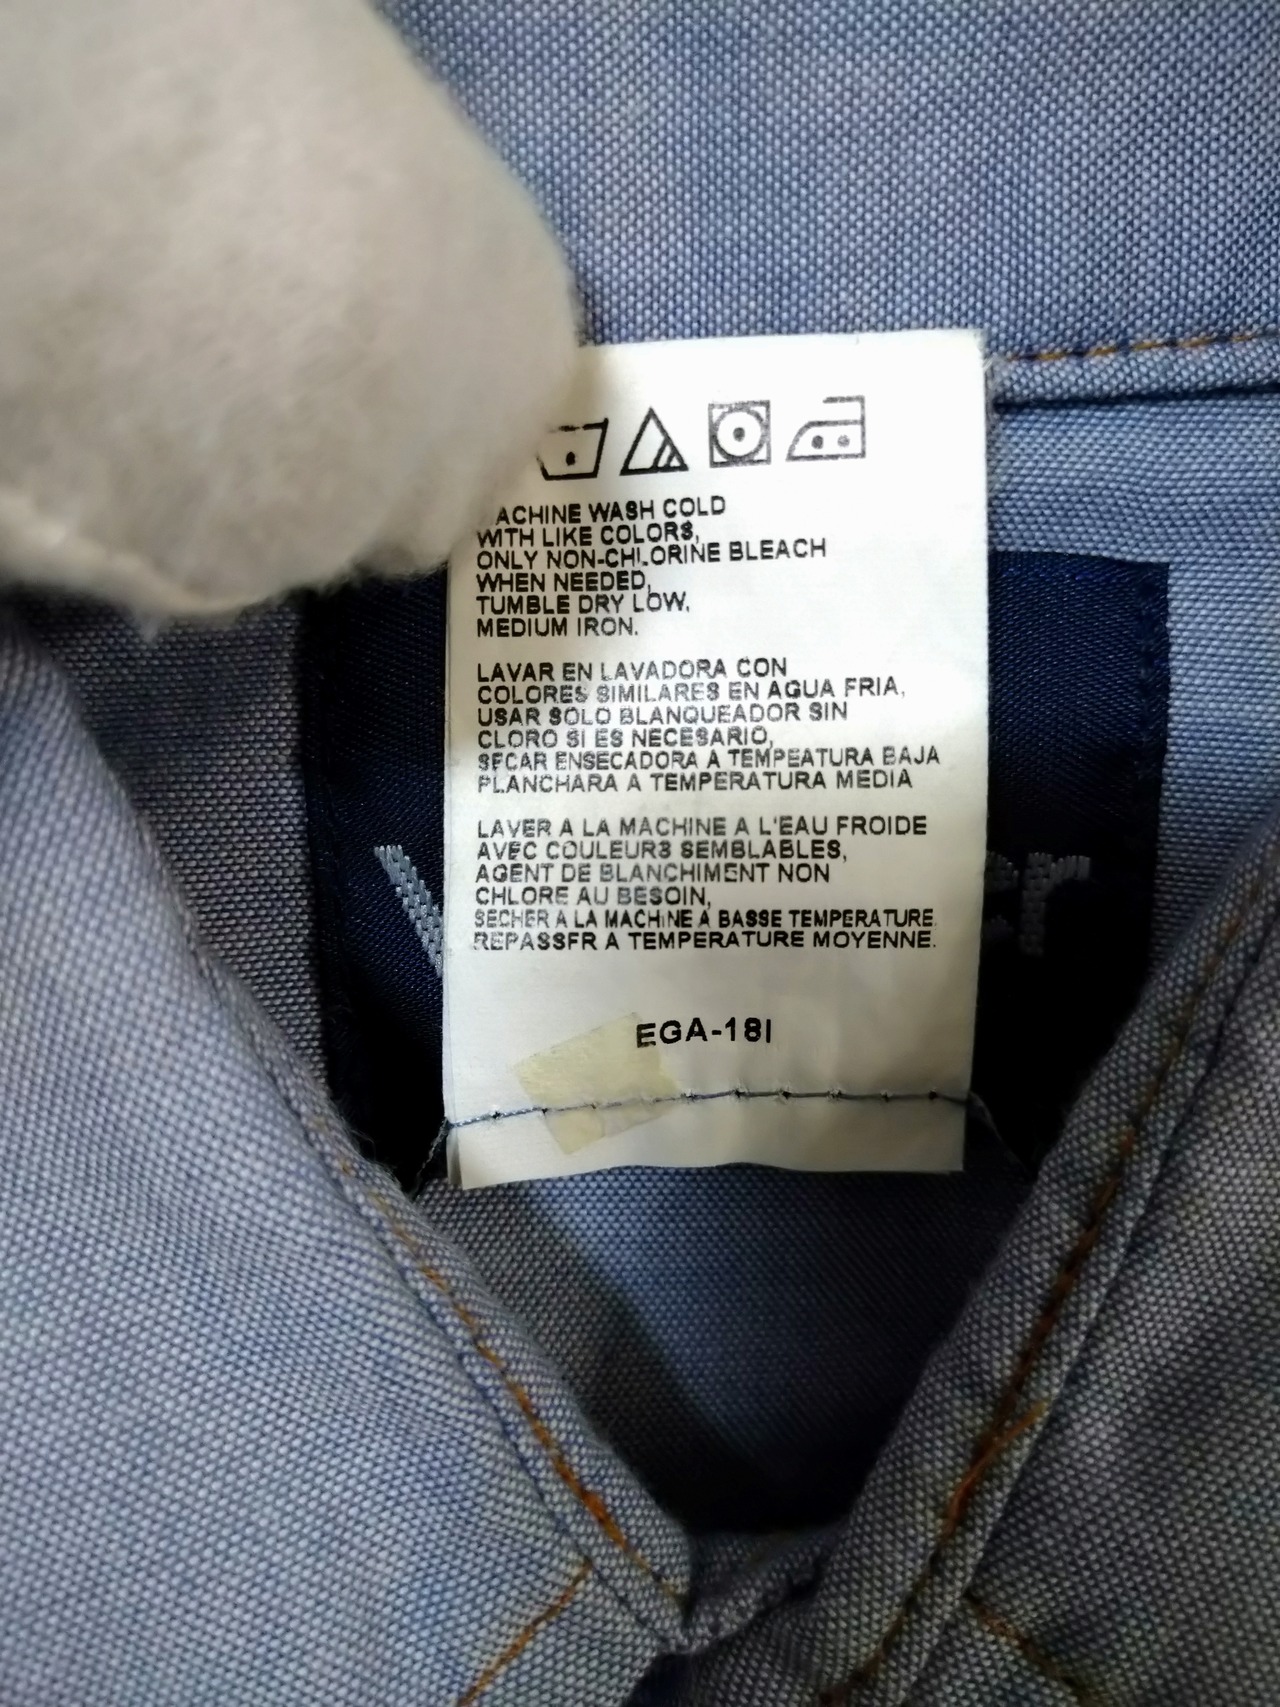 MACHINE WASH COLD
WITH LIKE COLORS,
ONLY NON-CHLORINE BLEACH
WHEN NEEDED,
TUMBLE DRY LOW,
MEDIUM IRON.
LAVAR EN LAVADORA CON
COLORES SIMILARES EN AGUA FRIA,
USAR SOLO BLANQUEADOR SIN
CLORO SI ES NECESARIO,
SECAR ENSECADORA A TEMPEATURA BAJA
PLANCHARA A TEMPERATURA MEDIA
LAVER A LA MACHINE A L'EAU FROIDE
AVEC COULEURS SEMBLABLES,
AGENT DE BLANCHIMENT NON
CHLORE AU BESOIN,
SECHER A LA MACHINE A BASSE TEMPERATURE.
REPASSER A TEMPERATURE MOYENNE.
EGA-18I